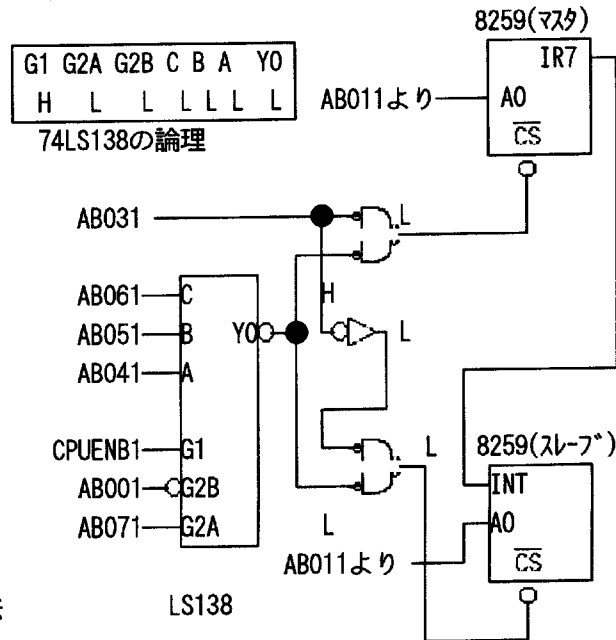 8259(マスタ)
G1 G2A G2B C B A Y0
H L L L L L L
74LS138の論理
IR7
AB011より
A0
CS
AB031
L
AB061
C
H
AB051
B
Y0
L
AB041
A
CPUENB1
G1
L
8259(スレーブ)
AB001
G2B
INT
AB071
G2A
L
A0
AB011より
CS
LS138